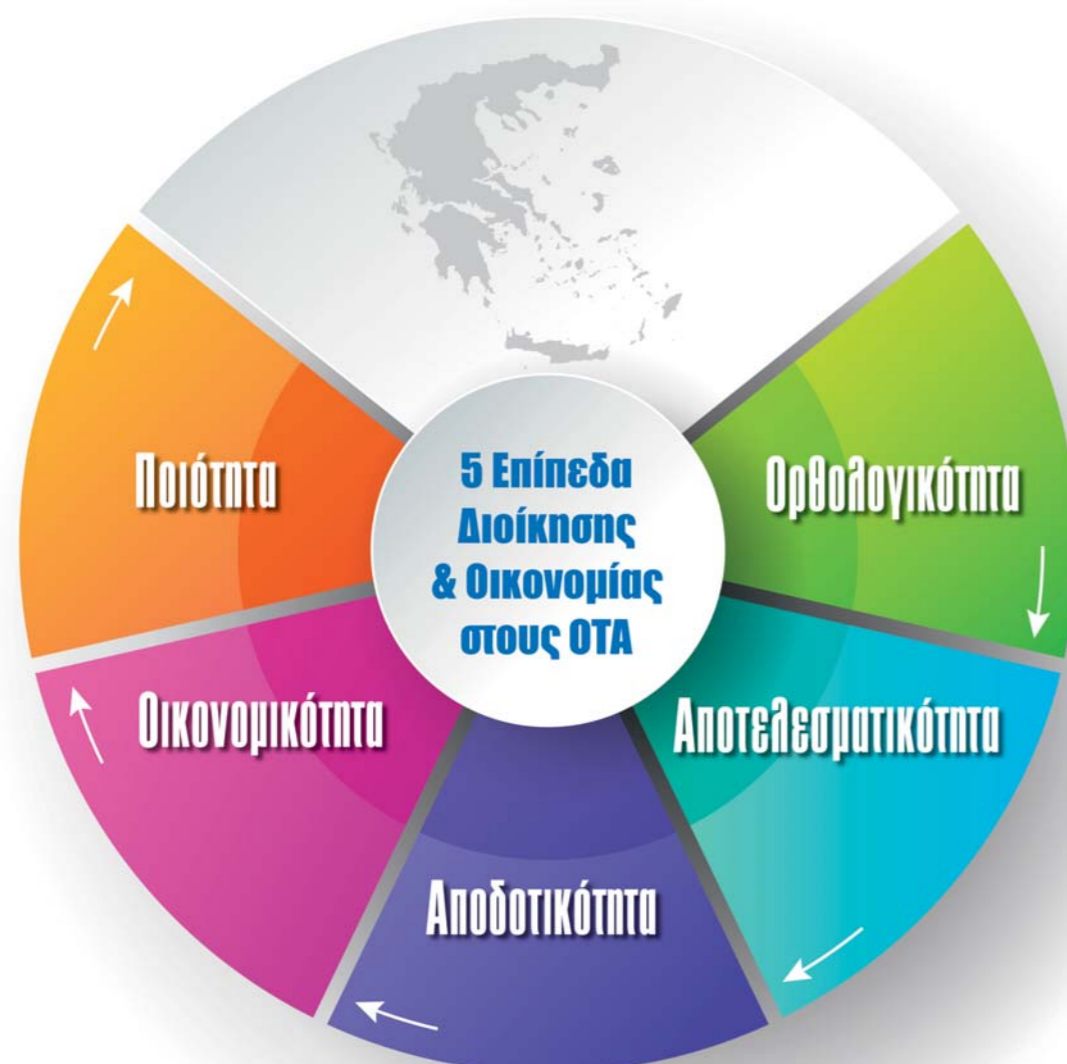 5 Επίπεδα
Διοίκησης
& Οικονομίας
στους ΟΤΑ
Ορθολογικότητα
Αποτελεσματικότητα
Αποδοτικότητα
Οικονομικότητα
Ποιότητα